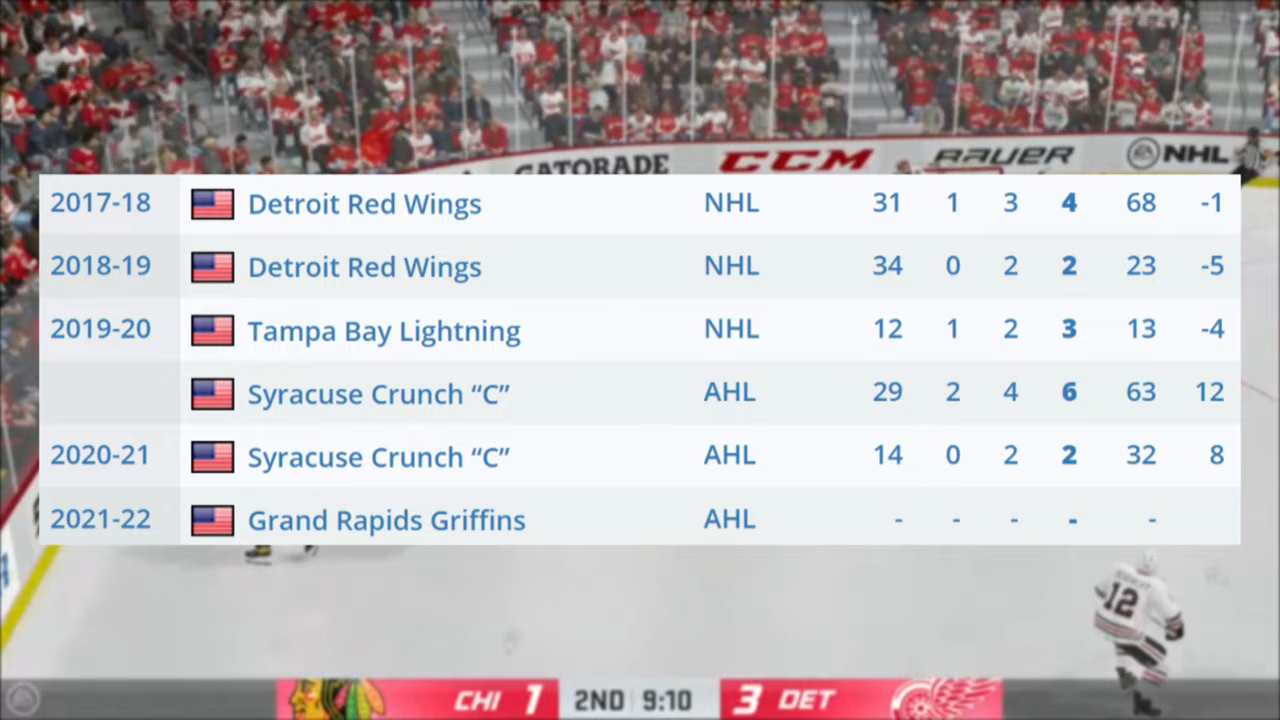 GATORADE CCM BAUER EA NHL
2017-18 Detroit Red Wings NHL 31 1 3 4 68 -1
2018-19 Detroit Red Wings NHL 34 0 2 2 23 -5
2019-20 Tampa Bay Lightning NHL 12 1 2 3 13 -4
Syracuse Crunch “C” AHL 29 2 4 6 63 12
2020-21 Syracuse Crunch “C” AHL 14 0 2 2 32 8
2021-22 Grand Rapids Griffins AHL - - - - -
12
EA CHI 1 2ND 9:10 3 DET